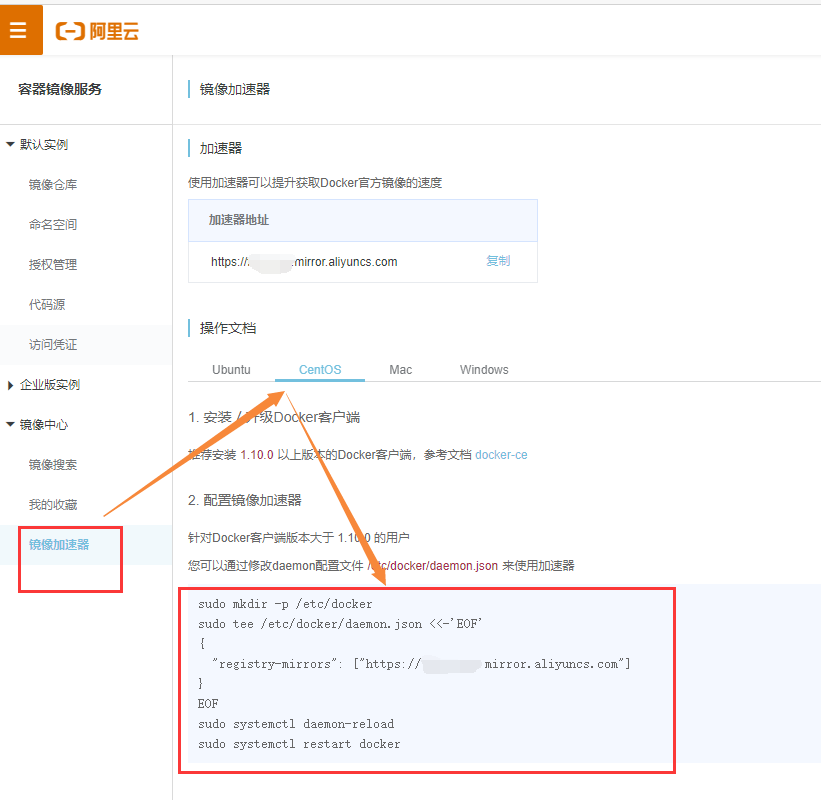 阿里云
容器镜像服务
默认实例
镜像仓库
命名空间
授权管理
代码源
访问凭证
企业版实例
镜像中心
镜像搜索
我的收藏
镜像加速器
镜像加速器
加速器
使用加速器可以提升获取Docker官方镜像的速度
加速器地址
https:// .mirror.aliyuncs.com 复制
操作文档
Ubuntu CentOS Mac Windows
1. 安装 / 升级Docker客户端
推荐安装 1.10.0 以上版本的Docker客户端，参考文档 docker-ce
2. 配置镜像加速器
针对Docker客户端版本大于 1.10.0 的用户
您可以通过修改daemon配置文件 /etc/docker/daemon.json 来使用加速器
sudo mkdir -p /etc/docker
sudo tee /etc/docker/daemon.json <<-'EOF'
{
"registry-mirrors": ["https:// mirror.aliyuncs.com"]
}
EOF
sudo systemctl daemon-reload
sudo systemctl restart docker